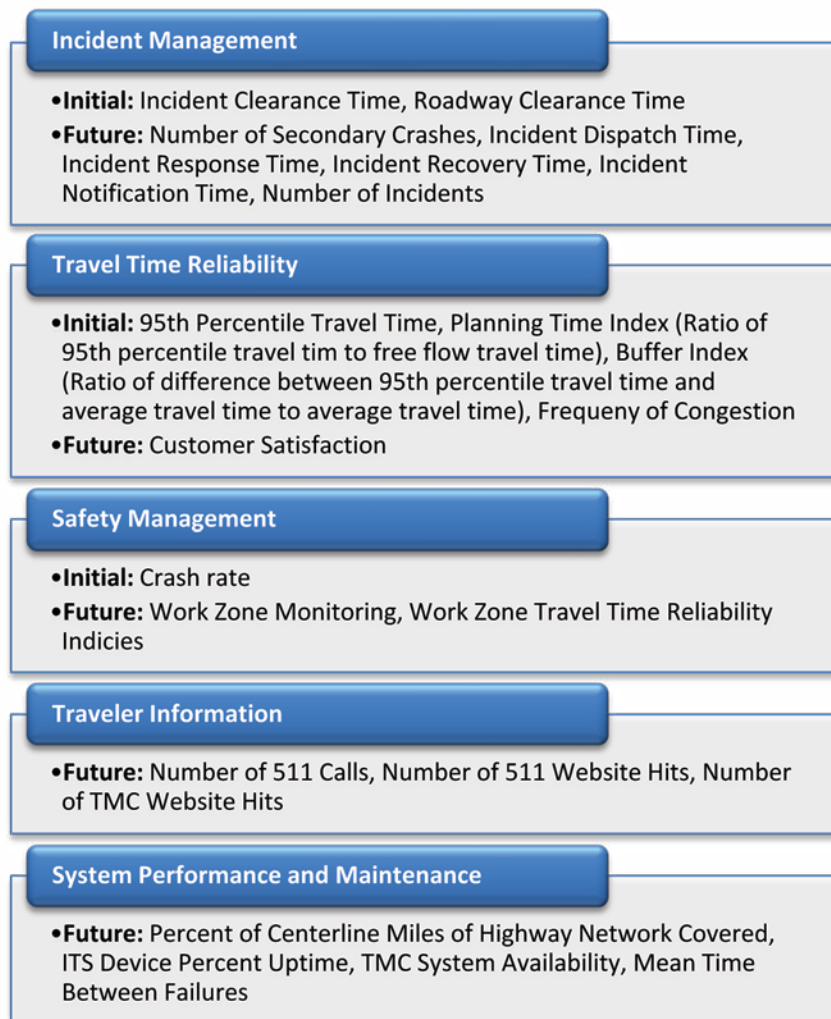 Incident Management
•Initial: Incident Clearance Time, Roadway Clearance Time
•Future: Number of Secondary Crashes, Incident Dispatch Time,
Incident Response Time, Incident Recovery Time, Incident
Notification Time, Number of Incidents
Travel Time Reliability
•Initial: 95th Percentile Travel Time, Planning Time Index (Ratio of
95th percentile travel tim to free flow travel time), Buffer Index
(Ratio of difference between 95th percentile travel time and
average travel time to average travel time), Frequeny of Congestion
•Future: Customer Satisfaction
Safety Management
•Initial: Crash rate
•Future: Work Zone Monitoring, Work Zone Travel Time Reliability
Indicies
Traveler Information
•Future: Number of 511 Calls, Number of 511 Website Hits, Number
of TMC Website Hits
System Performance and Maintenance
•Future: Percent of Centerline Miles of Highway Network Covered,
ITS Device Percent Uptime, TMC System Availability, Mean Time
Between Failures